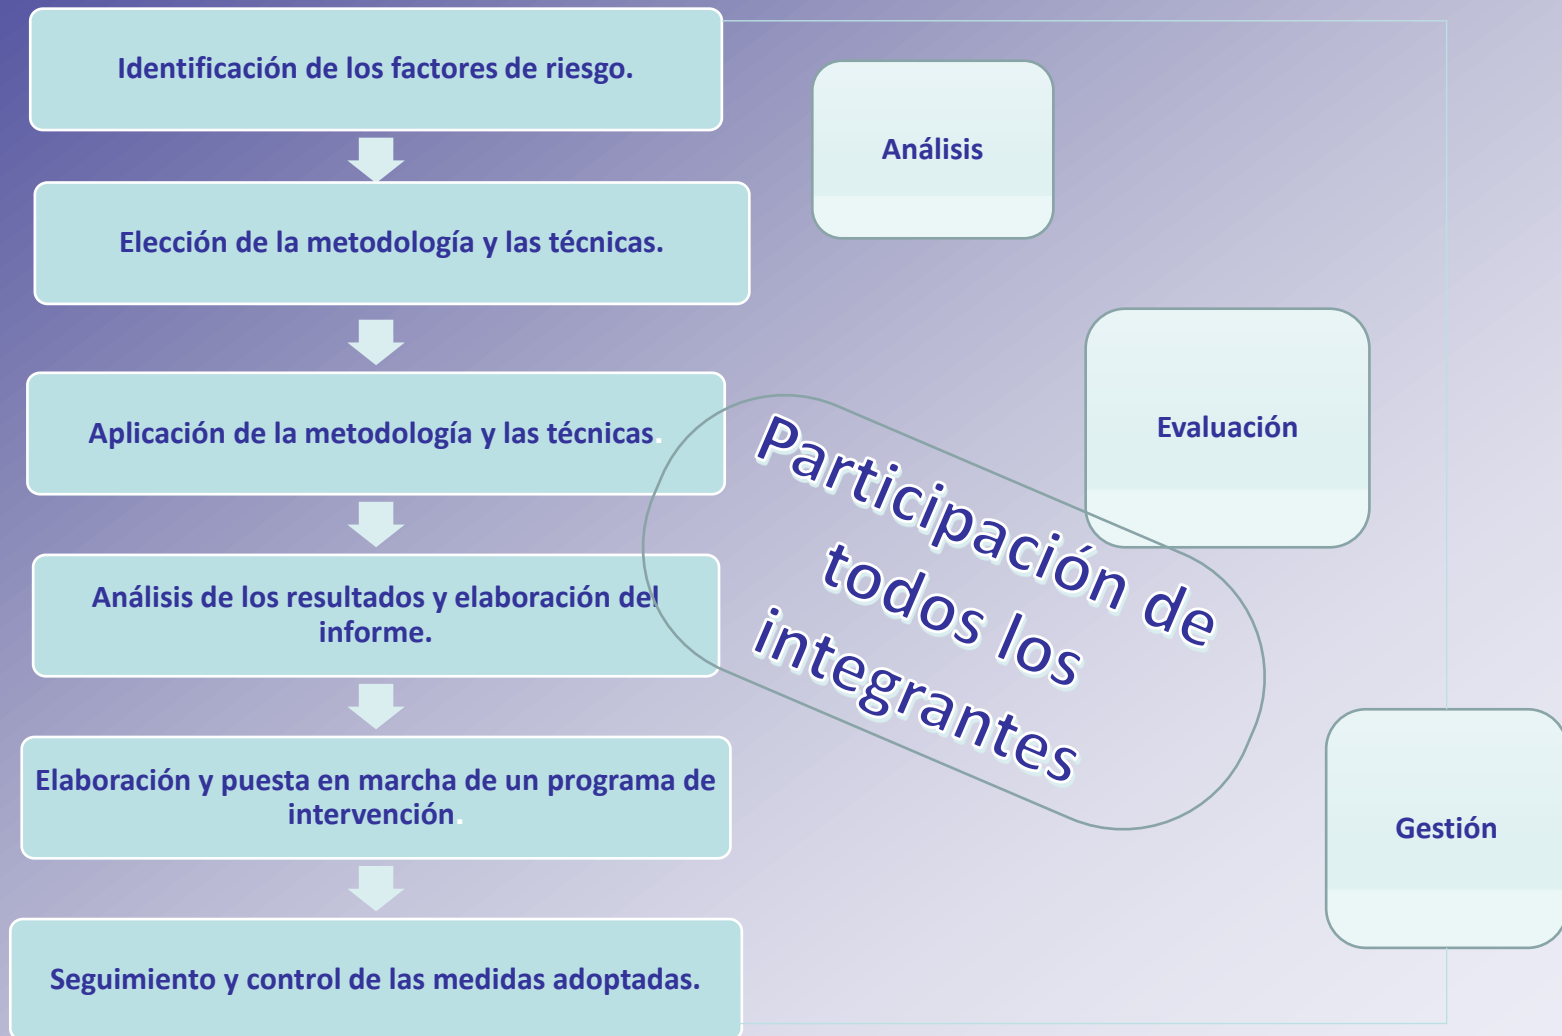 Identificación de los factores de riesgo.
Elección de la metodología y las técnicas.
Aplicación de la metodología y las técnicas.
Análisis de los resultados y elaboración del
informe.
Elaboración y puesta en marcha de un programa de
intervención.
Seguimiento y control de las medidas adoptadas.
Análisis
Evaluación
Participación de
todos los
integrantes
Gestión